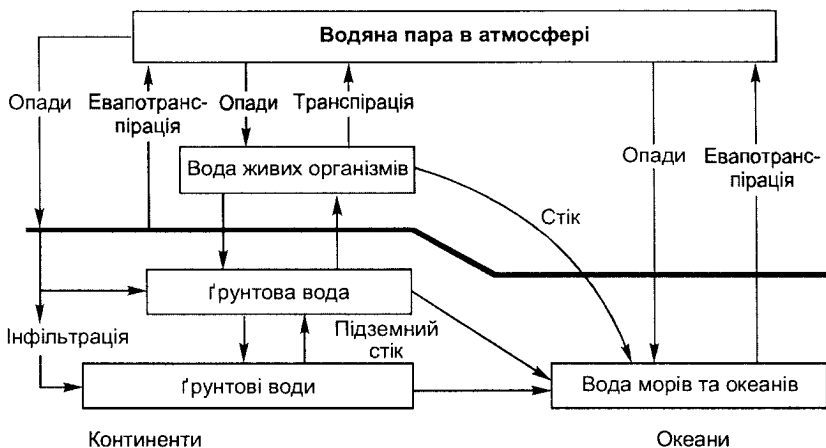 Водяна пара в атмосфері
Опади
Евапотранс-
пірація
Опади
Транспірація
Опади
Евапотранс-
пірація
Вода живих організмів
Стік
Ґрунтова вода
Інфільтрація
Підземний
стік
Ґрунтові води
Вода морів та океанів
Континенти
Океани